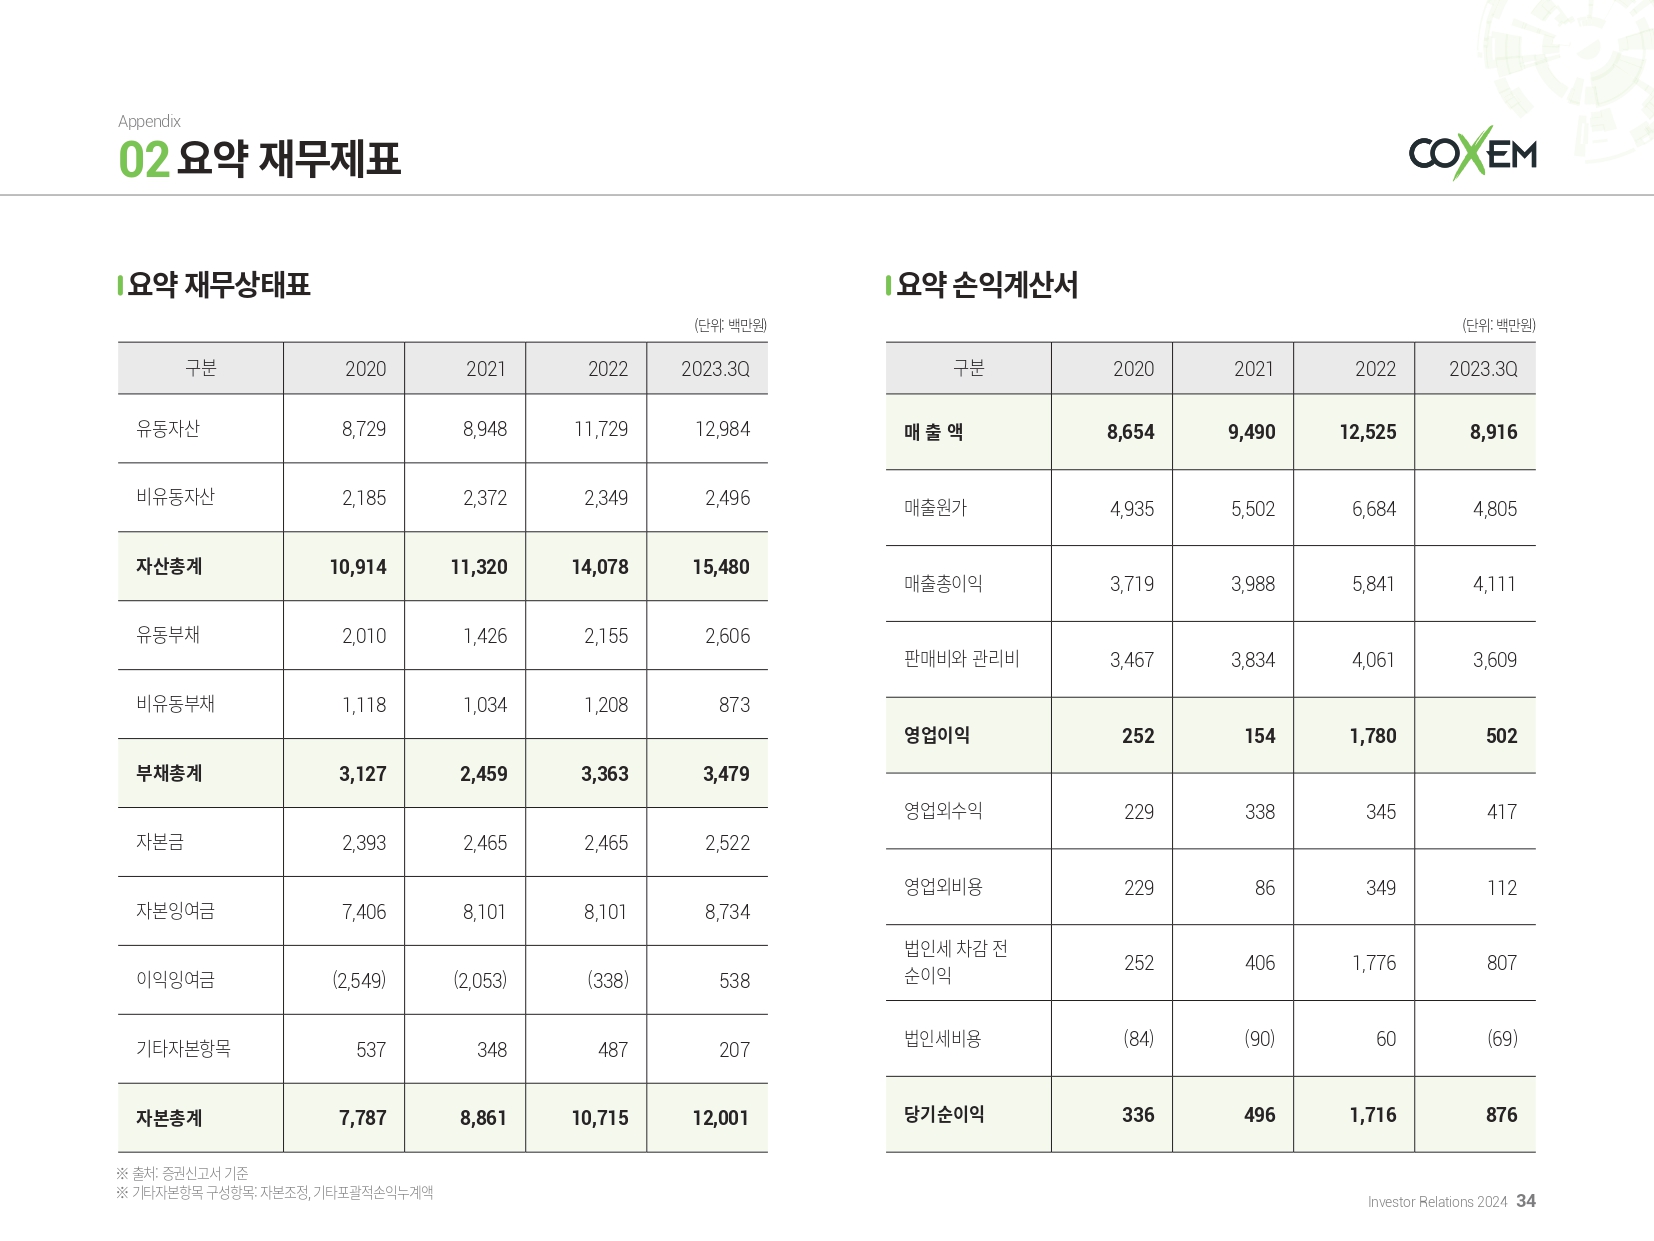 Appendix
02 요약 재무제표
COXEM
요약 재무상태표
(단위: 백만원)
구분 2020 2021 2022 2023.3Q
유동자산 8,729 8,948 11,729 12,984
비유동자산 2,185 2,372 2,349 2,496
자산총계 10,914 11,320 14,078 15,480
유동부채 2,010 1,426 2,155 2,606
비유동부채 1,118 1,034 1,208 873
부채총계 3,127 2,459 3,363 3,479
자본금 2,393 2,465 2,465 2,522
자본잉여금 7,406 8,101 8,101 8,734
이익잉여금 (2,549) (2,053) (338) 538
기타자본항목 537 348 487 207
자본총계 7,787 8,861 10,715 12,001
※ 출처: 증권신고서 기준
※ 기타자본항목 구성항목: 자본조정, 기타포괄적손익누계액
요약 손익계산서
(단위: 백만원)
구분 2020 2021 2022 2023.3Q
매 출 액 8,654 9,490 12,525 8,916
매출원가 4,935 5,502 6,684 4,805
매출총이익 3,719 3,988 5,841 4,111
판매비와 관리비 3,467 3,834 4,061 3,609
영업이익 252 154 1,780 502
영업외수익 229 338 345 417
영업외비용 229 86 349 112
법인세 차감 전
순이익 252 406 1,776 807
법인세비용 (84) (90) 60 (69)
당기순이익 336 496 1,716 876
Investor Relations 2024 34